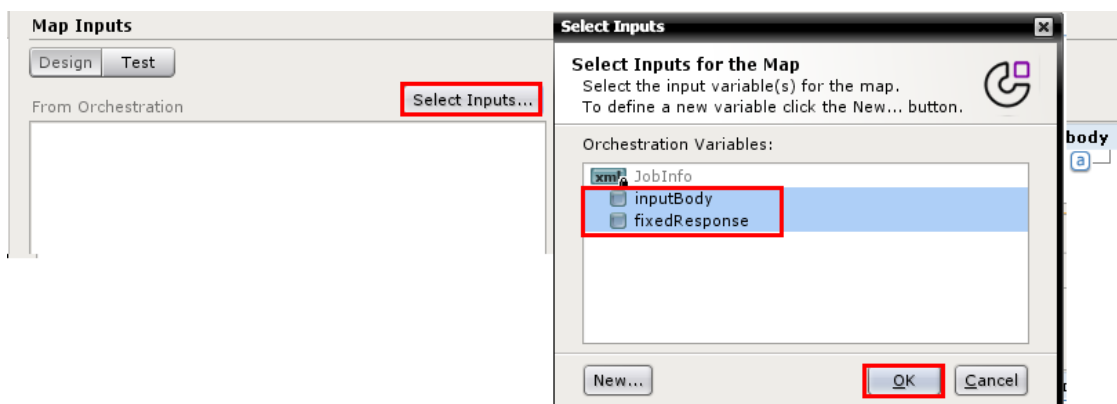 Map Inputs
Design Test
From Orchestration
Select Inputs...
Select Inputs
Select Inputs for the Map
Select the input variable(s) for the map.
To define a new variable click the New... button.
Orchestration Variables:
xml JobInfo
inputBody
fixedResponse
New... OK Cancel
body
a